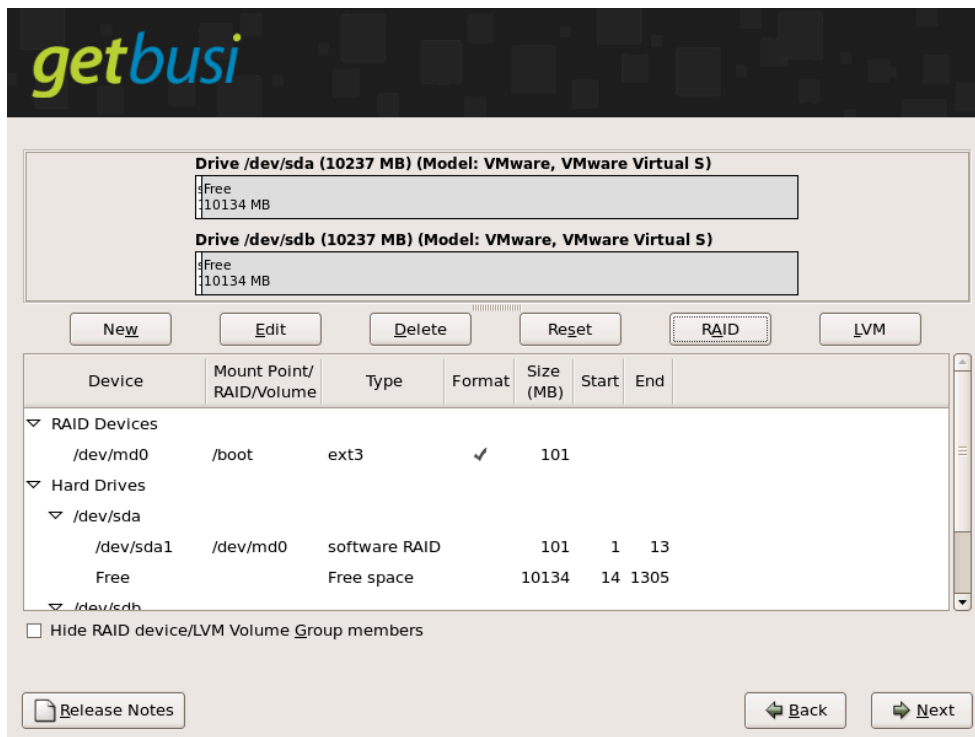 getbusi
Drive /dev/sda (10237 MB) (Model: VMware, VMware Virtual S)
Free
10134 MB
Drive /dev/sdb (10237 MB) (Model: VMware, VMware Virtual S)
Free
10134 MB
New Edit Delete Reset RAID LVM
Device Mount Point/ RAID/Volume Type Format Size (MB) Start End
RAID Devices
/dev/md0 /boot ext3 101
Hard Drives
/dev/sda
/dev/sda1 /dev/md0 software RAID 101 1 13
Free Free space 10134 14 1305
/dev/sdb
Hide RAID device/LVM Volume Group members
Release Notes Back Next